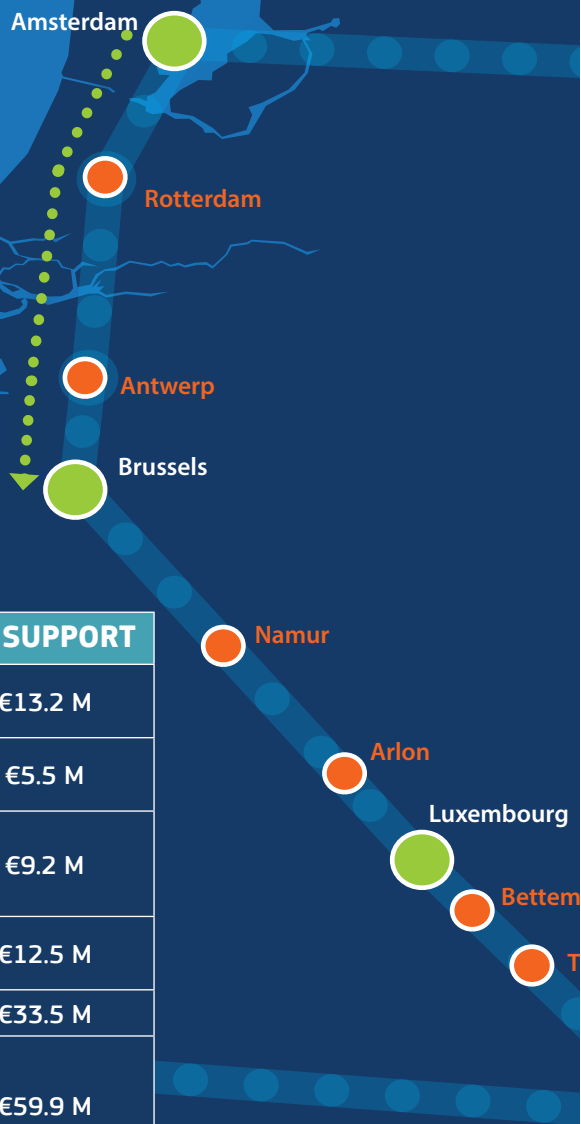 Amsterdam
Rotterdam
Antwerp
Brussels
Namur
Arlon
Luxembourg
Bettem
T
SUPPORT
€13.2 M
€5.5 M
€9.2 M
€12.5 M
€33.5 M
€59.9 M